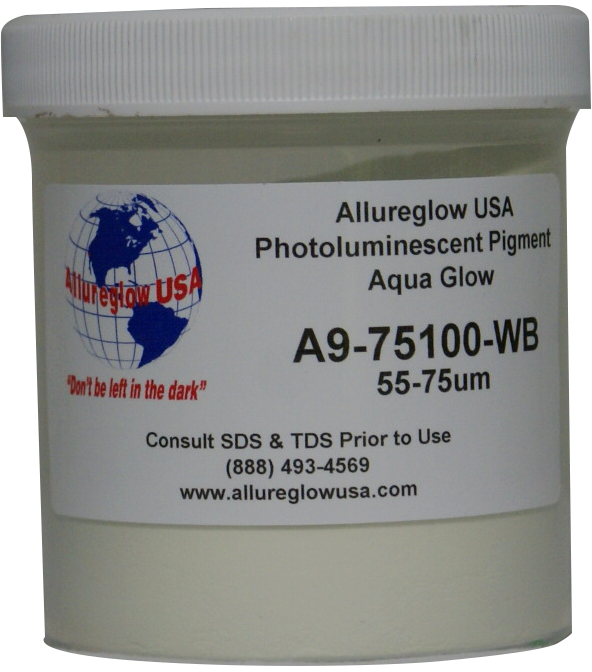 Allureglow USA
"Don't be left in the dark"
Allureglow USA
Photoluminescent Pigment
Aqua Glow
A9-75100-WB
55-75um
Consult SDS & TDS Prior to Use
(888) 493-4569
www.allureglowusa.com